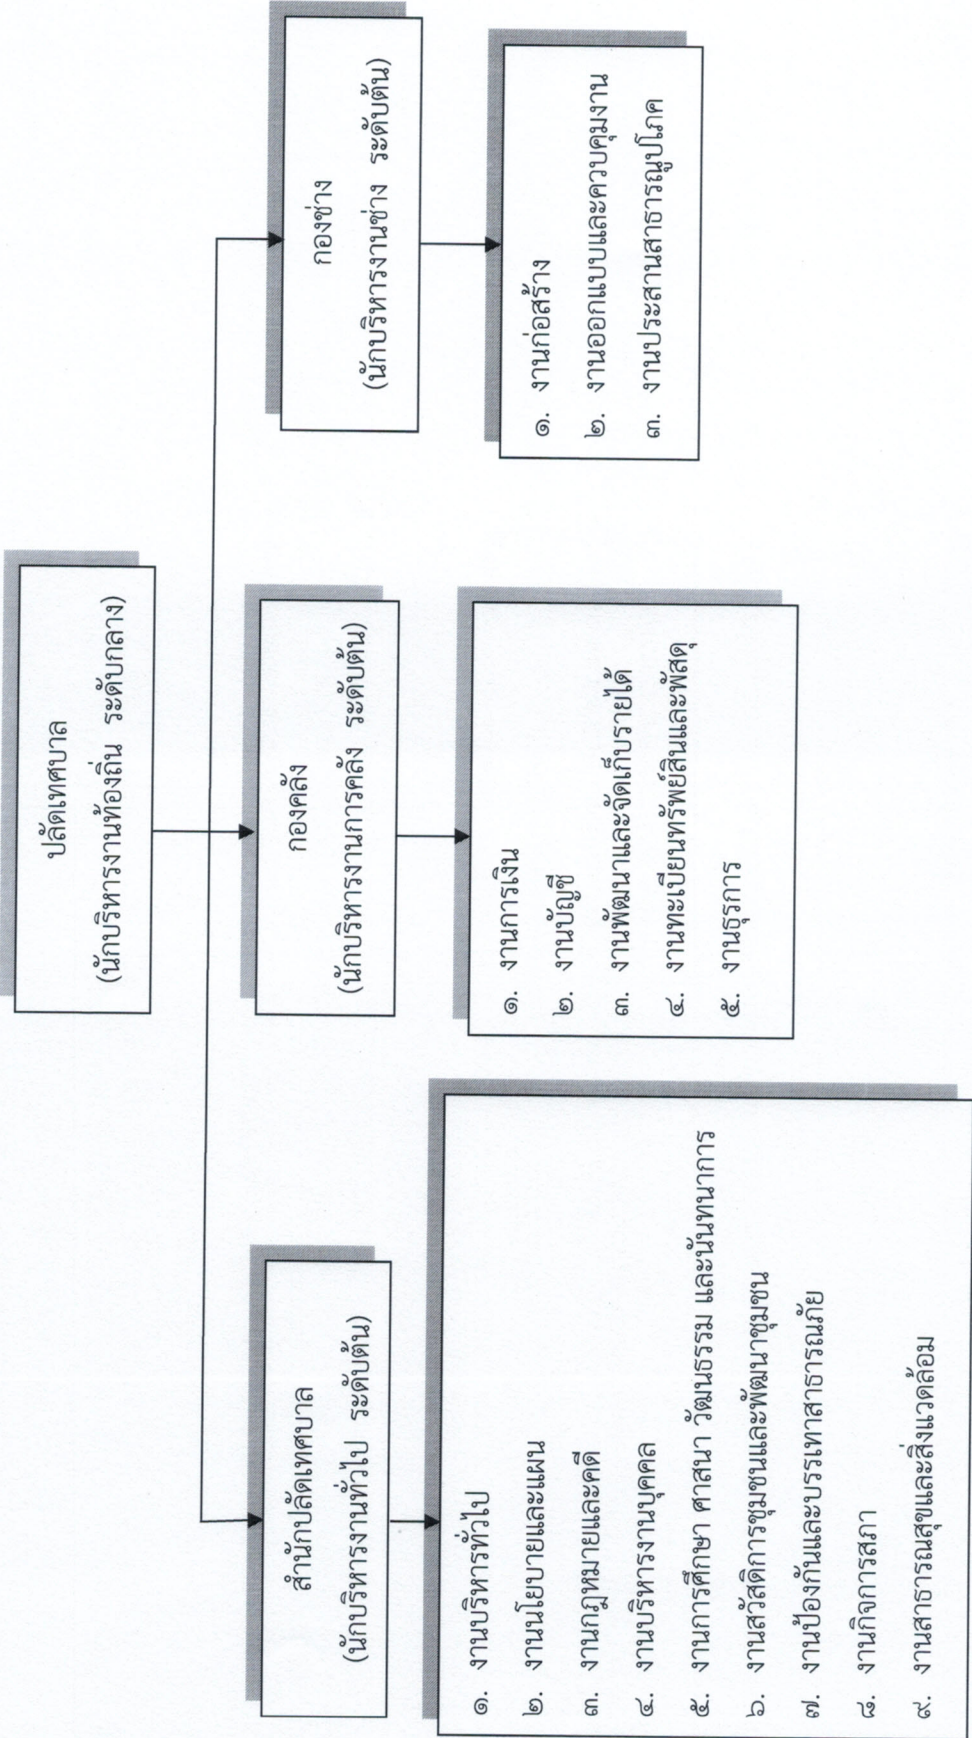 ปลัดเทศบาล
(นักบริหารงานท้องถิ่น ระดับกลาง)
สำนักปลัดเทศบาล
(นักบริหารงานทั่วไป ระดับต้น)
๑. งานบริหารทั่วไป
๒. งานนโยบายและแผน
๓. งานกฎหมายและคดี
๔. งานบริหารงานบุคคล
๕. งานการศึกษา ศาสนา วัฒนธรรม และนันทนาการ
๖. งานสวัสดิการชุมชนและพัฒนาชุมชน
๗. งานป้องกันและบรรเทาสาธารณภัย
๘. งานกิจการสภา
๙. งานสาธารณสุขและสิ่งแวดล้อม
กองคลัง
(นักบริหารงานการคลัง ระดับต้น)
๑. งานการเงิน
๒. งานบัญชี
๓. งานพัฒนาและจัดเก็บรายได้
๔. งานทะเบียนทรัพย์สินและพัสดุ
๕. งานธุรการ
กองช่าง
(นักบริหารงานช่าง ระดับต้น)
๑. งานก่อสร้าง
๒. งานออกแบบและควบคุมงาน
๓. งานประสานสาธารณูปโภค